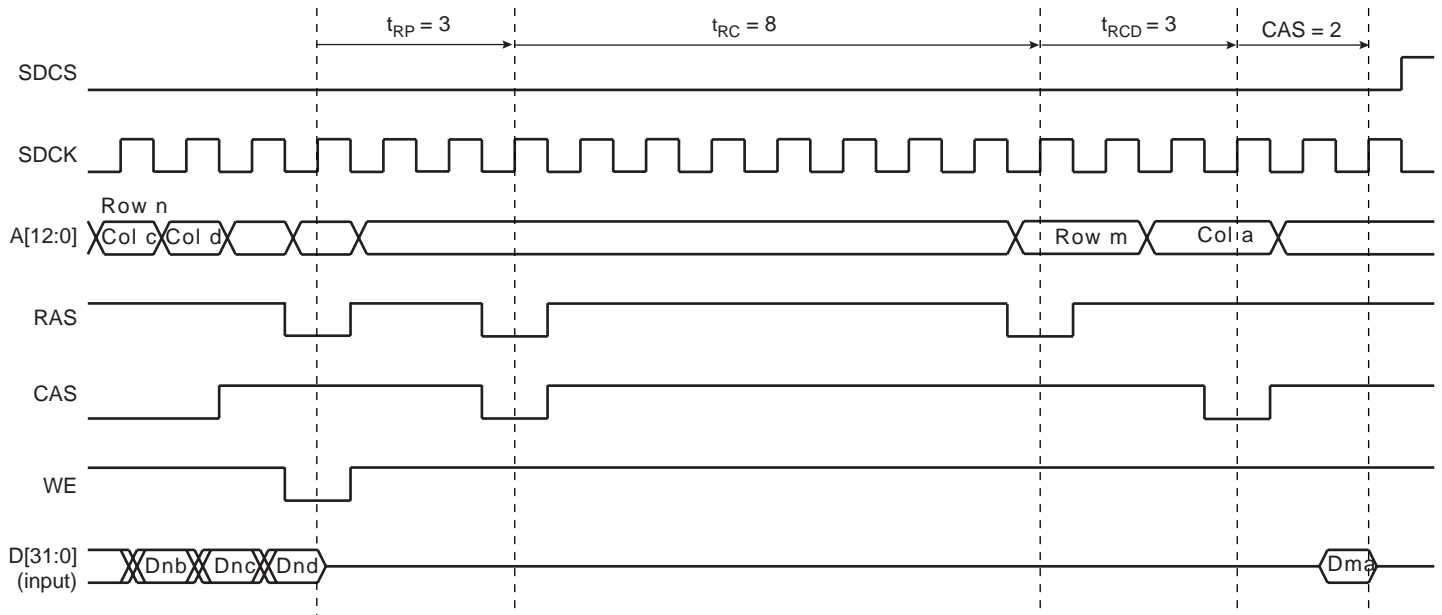 tRP = 3 tRC = 8 tRCD = 3 CAS = 2
SDCS
SDCK
Row n
A[12:0] Col c Col d Row m Col a
RAS
CAS
WE
D[31:0] (input) Dnb Dnc Dnd Dma